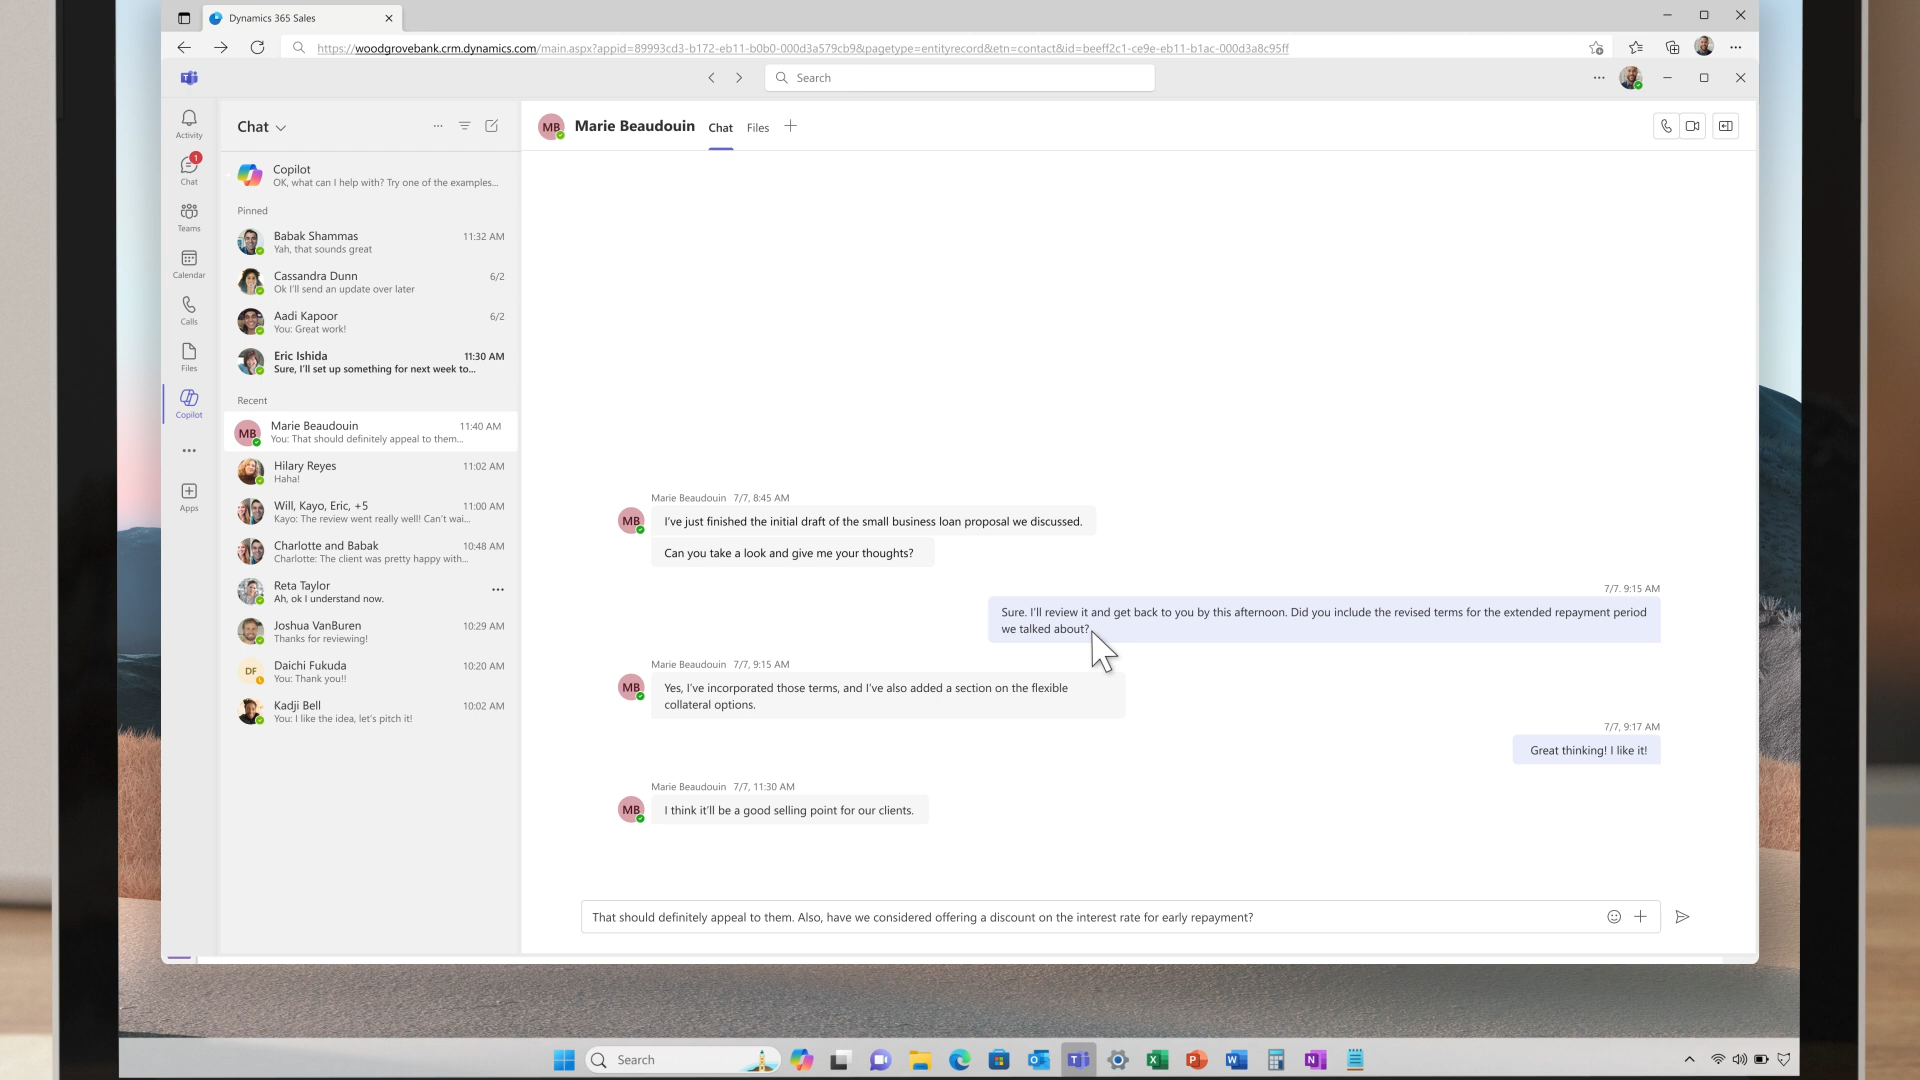 Dynamics 365 Sales
https://woodgrovebank.crm.dynamics.com/main.aspx?appid=89993cd3-b172-eb11-b0b0-000d3a579cb9&pagetype=entityrecord&etn=contact&id=beeff2c1-ce9e-eb11-b1ac-000d3a8c95ff
Search
Activity
1
Chat
Teams
Calendar
Calls
Files
Copilot
Apps
Chat
Copilot
OK, what can I help with? Try one of the examples...
Pinned
Babak Shammas 11:32 AM
Yah, that sounds great
Cassandra Dunn 6/2
Ok I'll send an update over later
Aadi Kapoor 6/2
You: Great work!
Eric Ishida 11:30 AM
Sure, I'll set up something for next week to...
Recent
MB
Marie Beaudouin 11:40 AM
You: That should definitely appeal to them...
Hilary Reyes 11:02 AM
Haha!
Will, Kayo, Eric, +5 11:00 AM
Kayo: The review went really well! Can't wai...
Charlotte and Babak 10:48 AM
Charlotte: The client was pretty happy with...
Reta Taylor
Ah, ok I understand now.
Joshua VanBuren 10:29 AM
Thanks for reviewing!
DF
Daichi Fukuda 10:20 AM
You: Thank you!!
Kadji Bell 10:02 AM
You: I like the idea, let's pitch it!
MB Marie Beaudouin Chat Files
Marie Beaudouin 7/7, 8:45 AM
MB
I've just finished the initial draft of the small business loan proposal we discussed.
Can you take a look and give me your thoughts?
7/7. 9:15 AM
Sure. I'll review it and get back to you by this afternoon. Did you include the revised terms for the extended repayment period
we talked about?
Marie Beaudouin 7/7, 9:15 AM
MB
Yes, I've incorporated those terms, and I've also added a section on the flexible
collateral options.
7/7, 9:17 AM
Great thinking! I like it!
Marie Beaudouin 7/7, 11:30 AM
MB
I think it'll be a good selling point for our clients.
That should definitely appeal to them. Also, have we considered offering a discount on the interest rate for early repayment?
Search